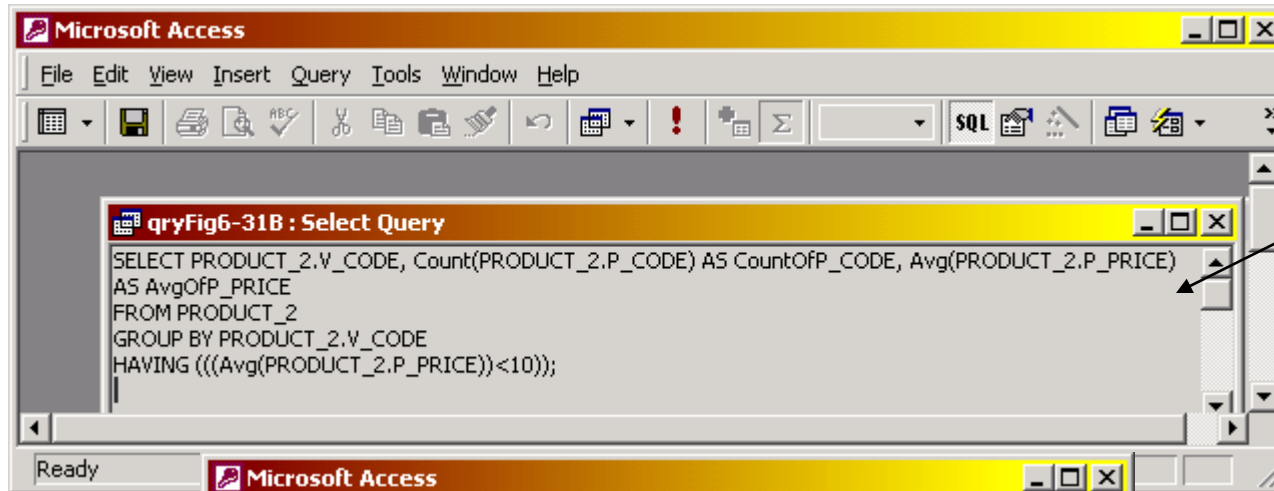 Microsoft Access
File Edit View Insert Query Tools Window Help
ABC SQL
qryFig6-31B : Select Query
SELECT PRODUCT_2.V_CODE, Count(PRODUCT_2.P_CODE) AS CountOfP_CODE, Avg(PRODUCT_2.P_PRICE)
AS AvgOfP_PRICE
FROM PRODUCT_2
GROUP BY PRODUCT_2.V_CODE
HAVING (((Avg(PRODUCT_2.P_PRICE))<10));
Ready
Microsoft Access